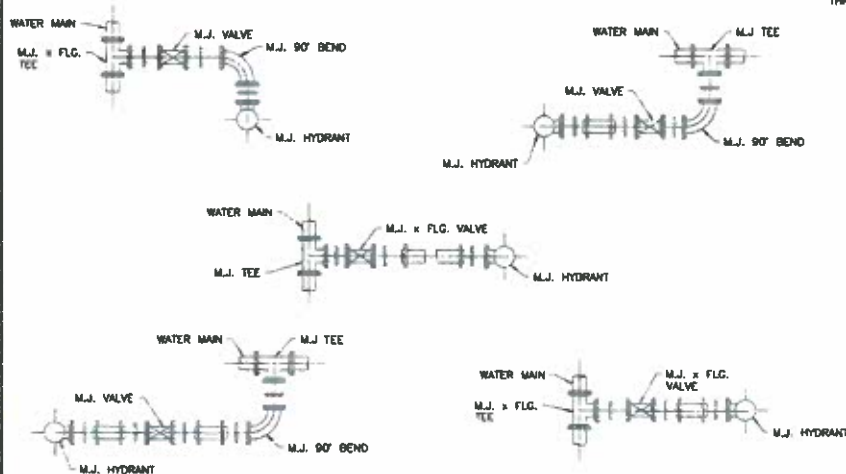 WATER MAIN
M.J. VALVE
M.J. 90° BEND
M.J. x FLG.
TEE
M.J. HYDRANT
WATER MAIN
M.J TEE
M.J. VALVE
M.J. HYDRANT
M.J. 90° BEND
WATER MAIN
M.J. x FLG. VALVE
M.J. TEE
M.J. HYDRANT
WATER MAIN
M.J TEE
M.J. VALVE
M.J. 90° BEND
M.J. HYDRANT
WATER MAIN
M.J. x FLG.
VALVE
M.J. x FLG.
TEE
M.J. HYDRANT